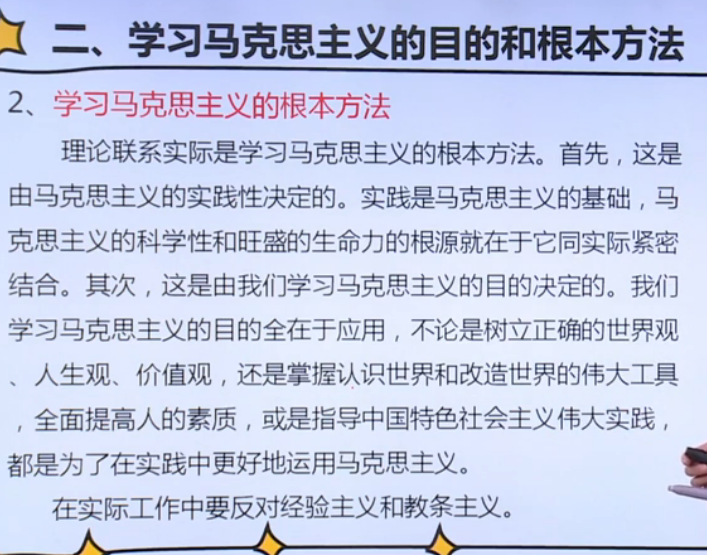 二、学习马克思主义的目的和根本方法
2、学习马克思主义的根本方法
理论联系实际是学习马克思主义的根本方法。首先，这是
由马克思主义的实践性决定的。实践是马克思主义的基础，马
克思主义的科学性和旺盛的生命力的根源就在于它同实际紧密
结合。其次，这是由我们学习马克思主义的目的决定的。我们
学习马克思主义的目的全在于应用，不论是树立正确的世界观
、人生观、价值观，还是掌握认识世界和改造世界的伟大工具
，全面提高人的素质，或是指导中国特色社会主义伟大实践，
都是为了在实践中更好地运用马克思主义。
在实际工作中要反对经验主义和教条主义。